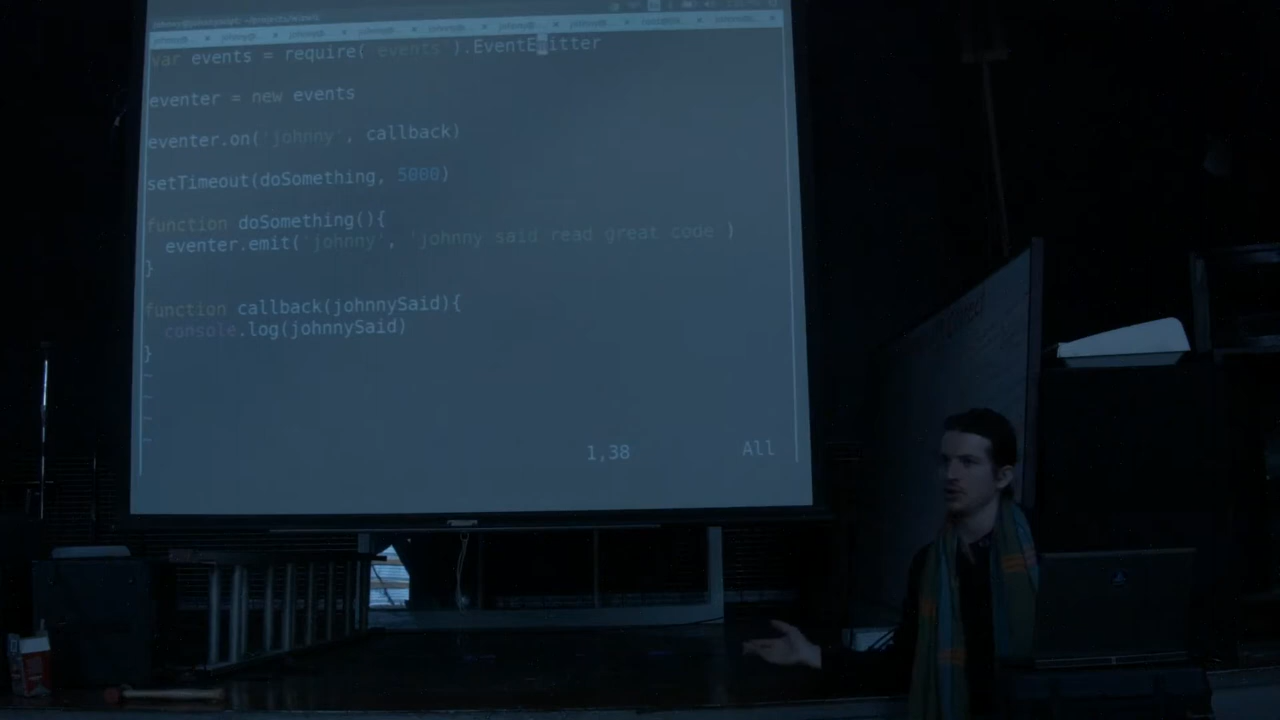 var events = require('events').EventEmitter
eventer = new events
eventer.on('johnny', callback)
setTimeout(doSomething, 5000)
function doSomething(){
eventer.emit('johnny', 'johnny said read great code')
}
function callback(johnnySaid){
console.log(johnnySaid)
}
~
~
~
~
1,38 All